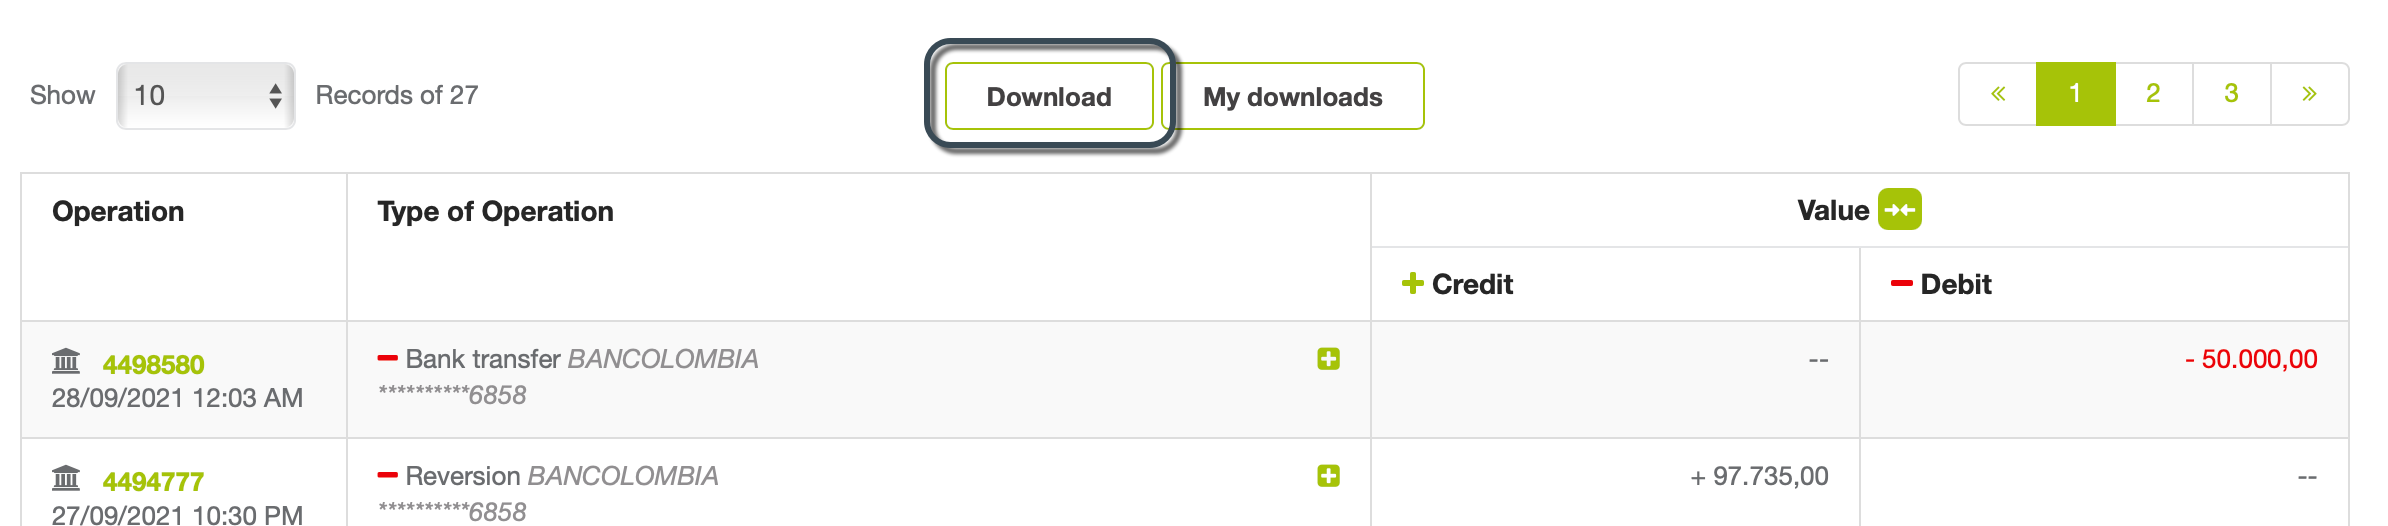 Show 10 Records of 27 Download My downloads « 1 2 3 »
Operation Type of Operation Value
+ Credit - Debit
4498580 Bank transfer BANCOLOMBIA -- - 50.000,00
28/09/2021 12:03 AM **********6858
4494777 Reversion BANCOLOMBIA + 97.735,00 --
27/09/2021 10:30 PM **********6858